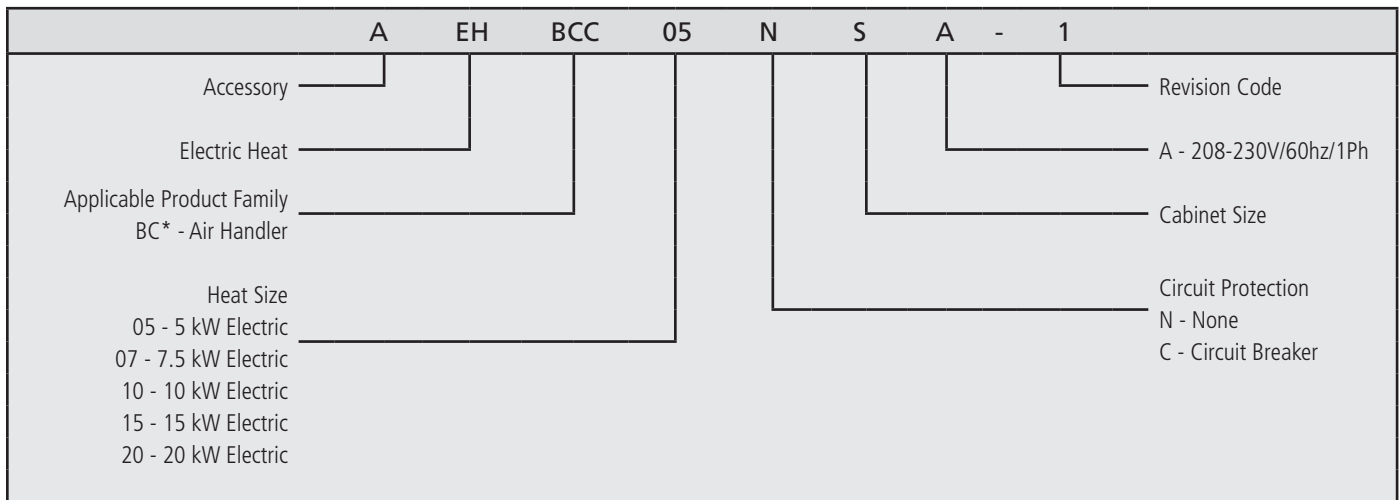 A EH BCC 05 N S A - 1
Accessory
Electric Heat
Applicable Product Family
BC* - Air Handler
Heat Size
05 - 5 kW Electric
07 - 7.5 kW Electric
10 - 10 kW Electric
15 - 15 kW Electric
20 - 20 kW Electric
Revision Code
A - 208-230V/60hz/1Ph
Cabinet Size
Circuit Protection
N - None
C - Circuit Breaker